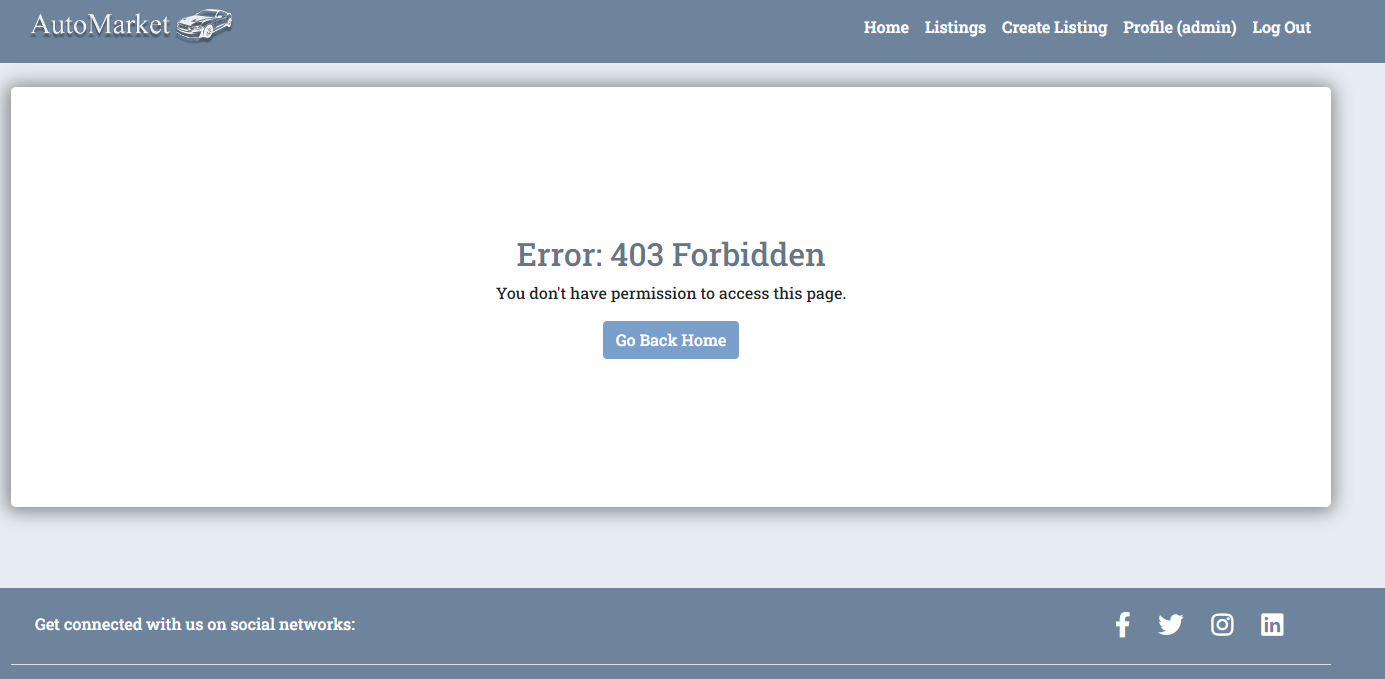 AutoMarket
Home Listings Create Listing Profile (admin) Log Out
Error: 403 Forbidden
You don't have permission to access this page.
Go Back Home
Get connected with us on social networks: